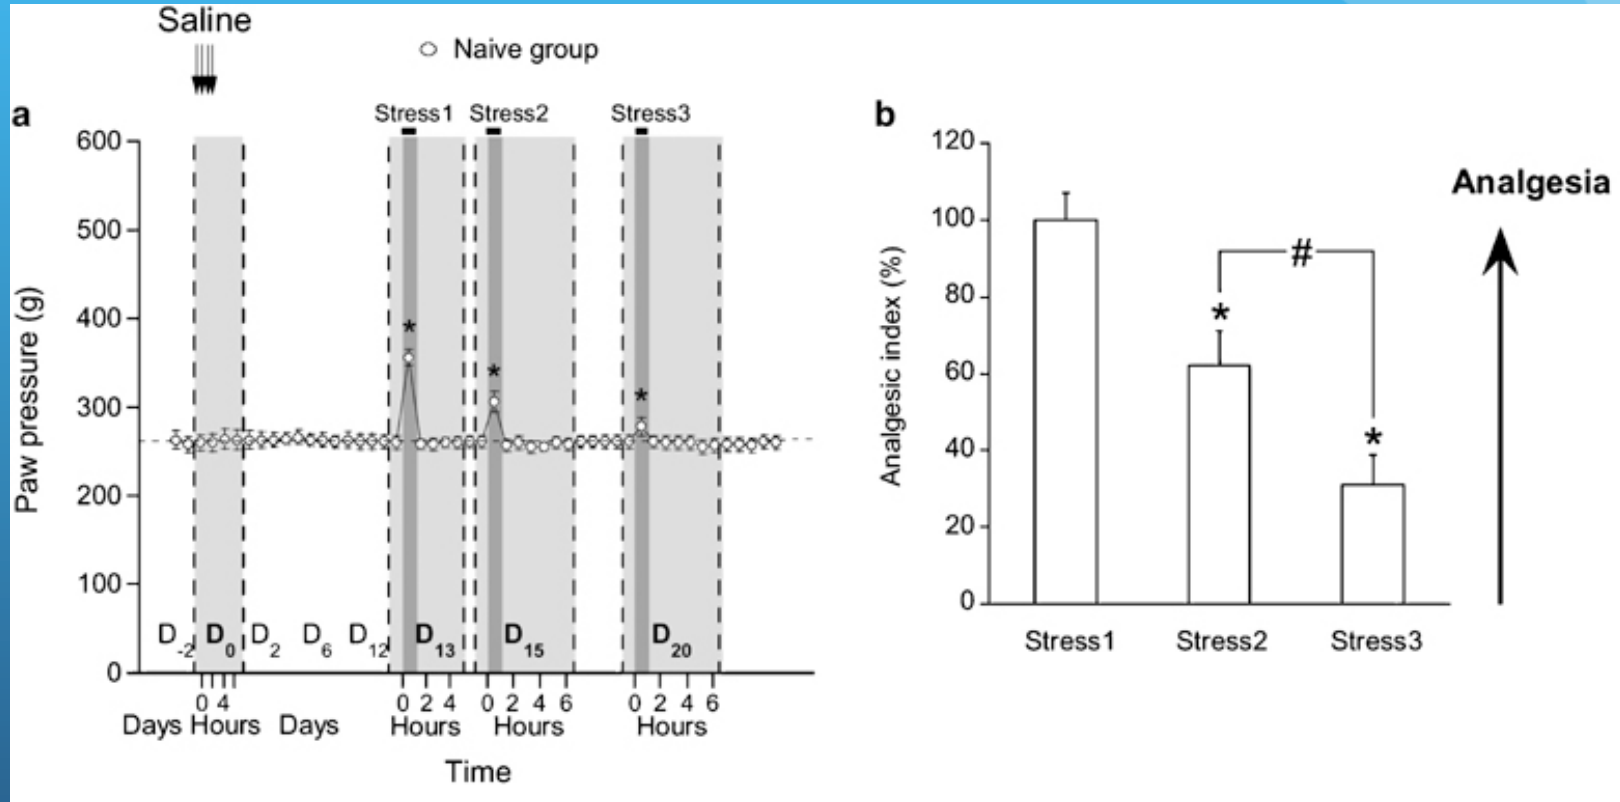 Saline
Naive group
a
Stress1 Stress2 Stress3
600
500
400
300
200
100
0
Paw pressure (g)
* * *
D-2 D0 D2 D6 D12 D13 D15 D20
0 4 0 2 4 0 2 4 6 0 2 4 6
Days Hours Days Hours Hours Hours
Time
b
120
100
80
60
40
20
0
Analgesic index (%)
#
*
*
Stress1 Stress2 Stress3
Analgesia